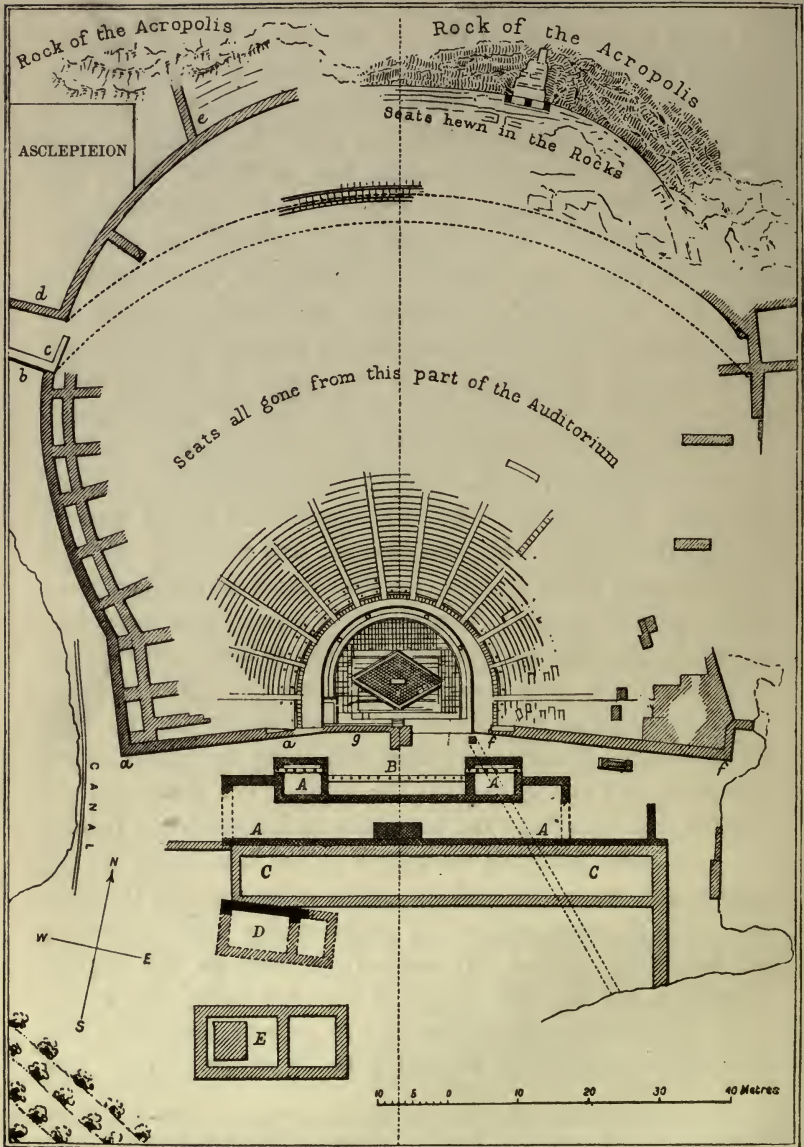 Rock of the Acropolis
Rock of the Acropolis
Seats hewn in the Rocks
e
ASCLEPIEION
d
c
b
Seats all gone from this part of the Auditorium
a
a
g
i
f
f
B
A
A
A
A
C
C
CANAL
N
W
E
S
D
E
10 5 0 10 20 30 40 Metres